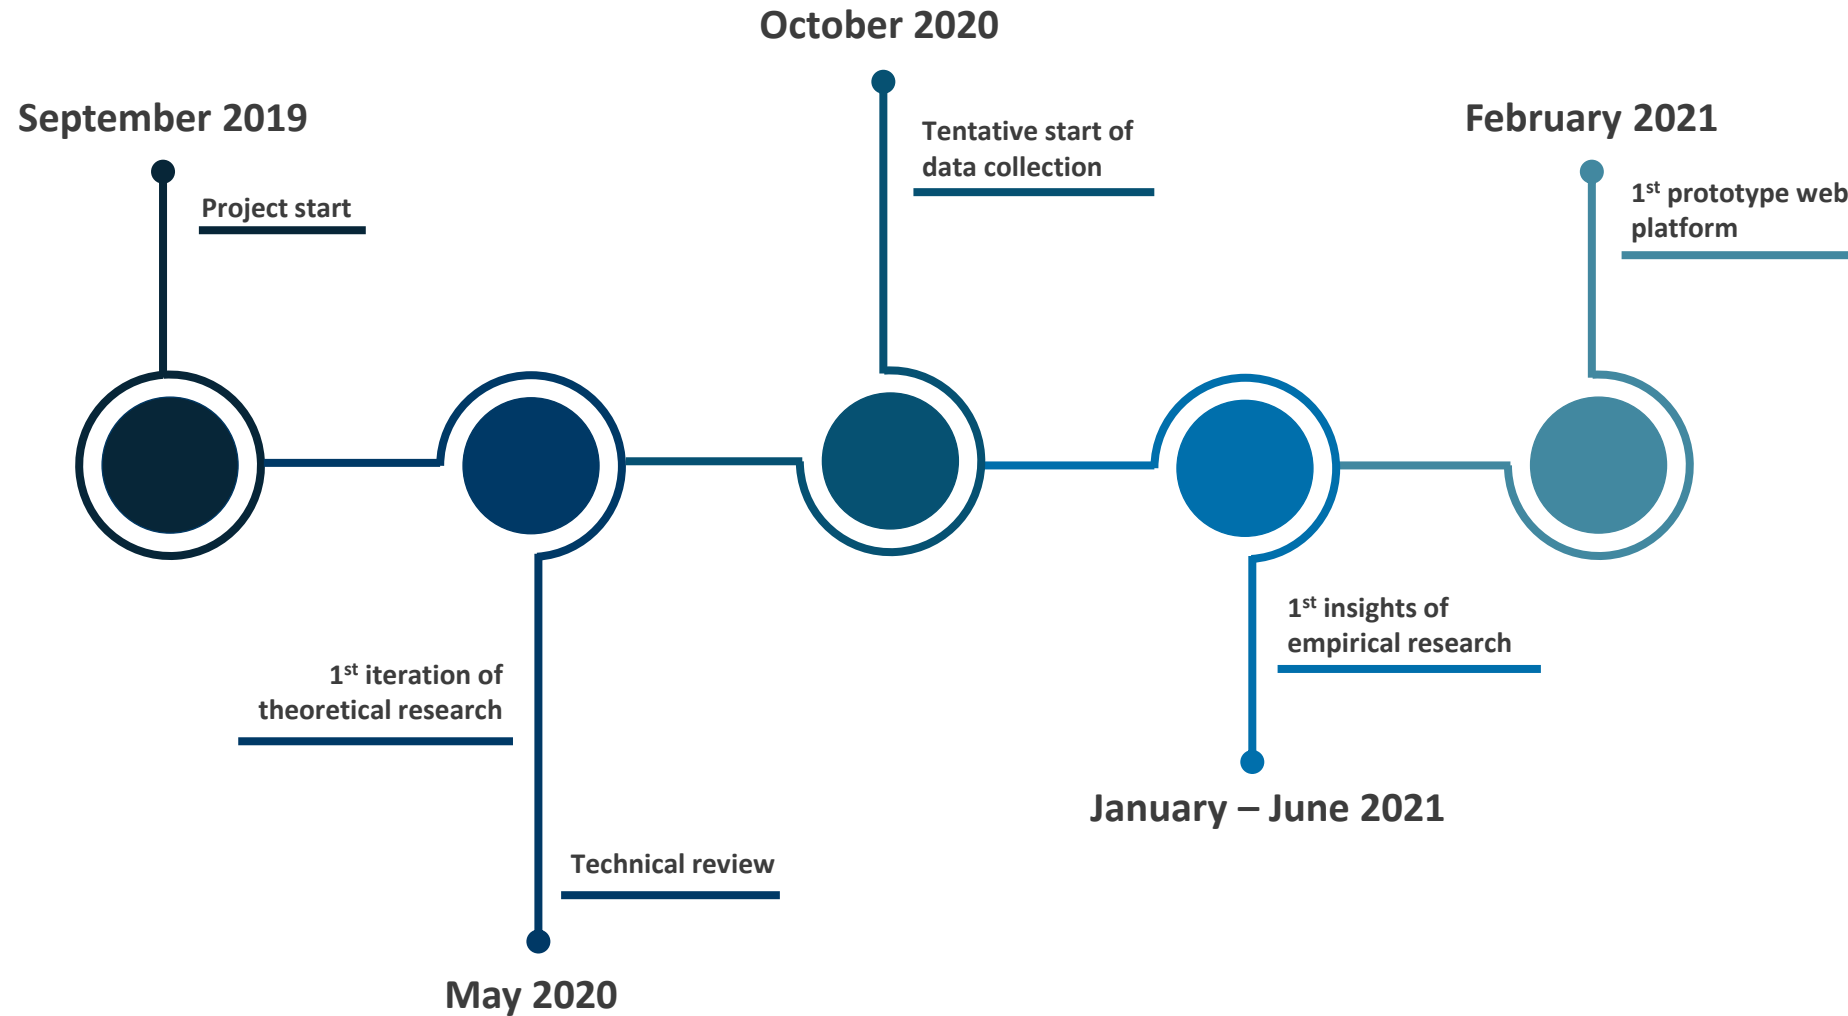 September 2019
Project start
1st iteration of
theoretical research
Technical review
May 2020
October 2020
Tentative start of
data collection
1st insights of
empirical research
January – June 2021
February 2021
1st prototype web
platform